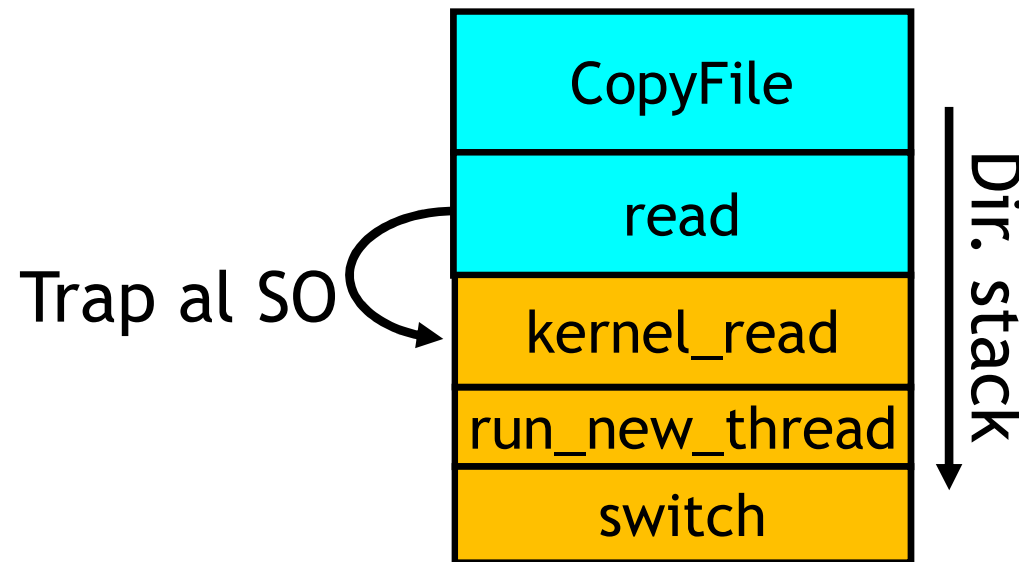 CopyFile
read
Trap al SO
kernel_read
run_new_thread
switch
Dir. stack